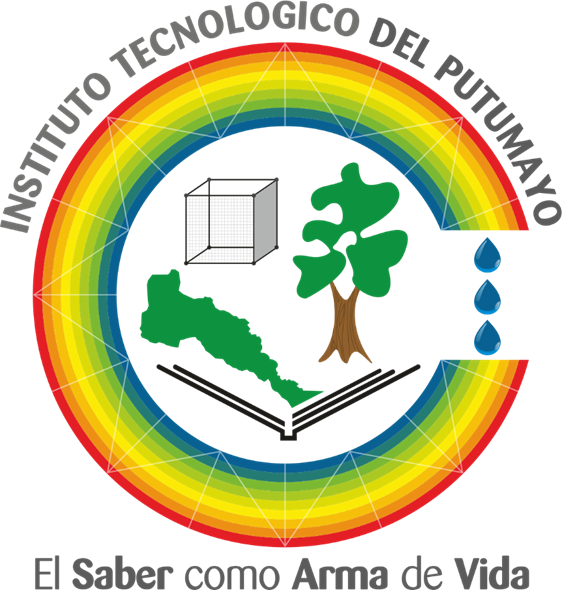 INSTITUTO TECNOLOGICO DEL PUTUMAYO
El Saber como Arma de Vida